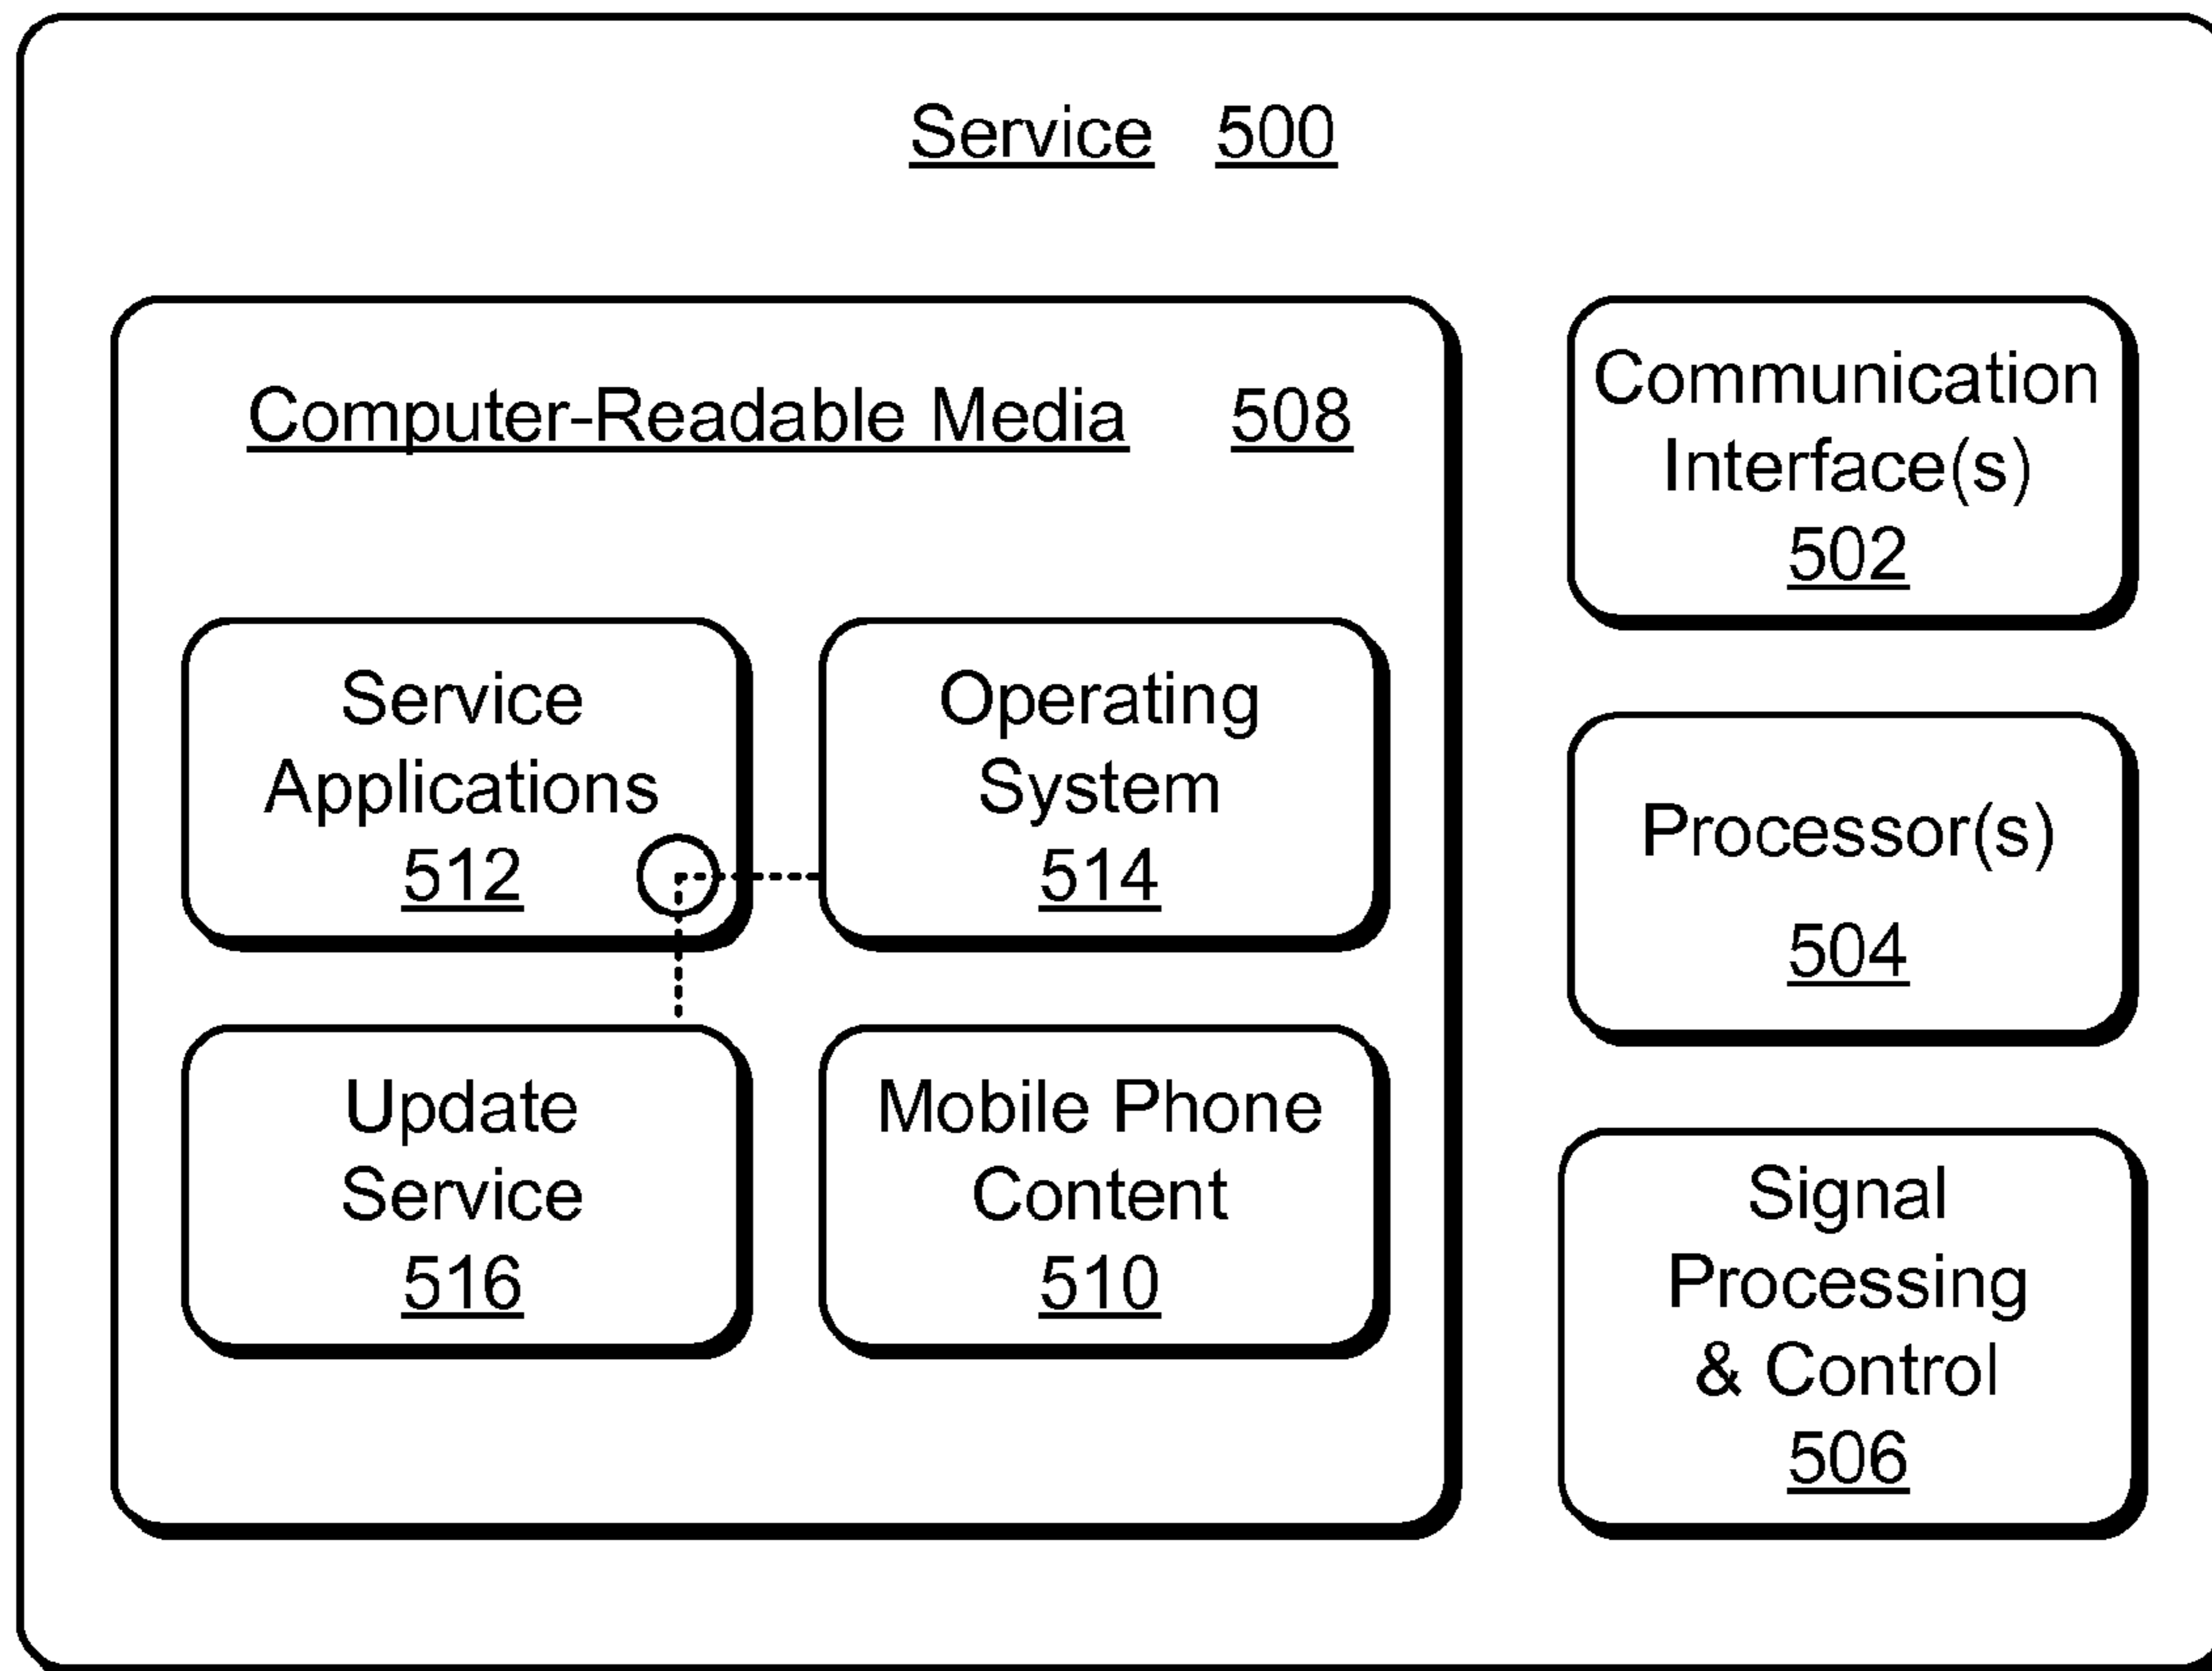 Service 500
Computer-Readable Media 508
Service
Applications
512
Operating
System
514
Update
Service
516
Mobile Phone
Content
510
Communication
Interface(s)
502
Processor(s)
504
Signal
Processing
& Control
506